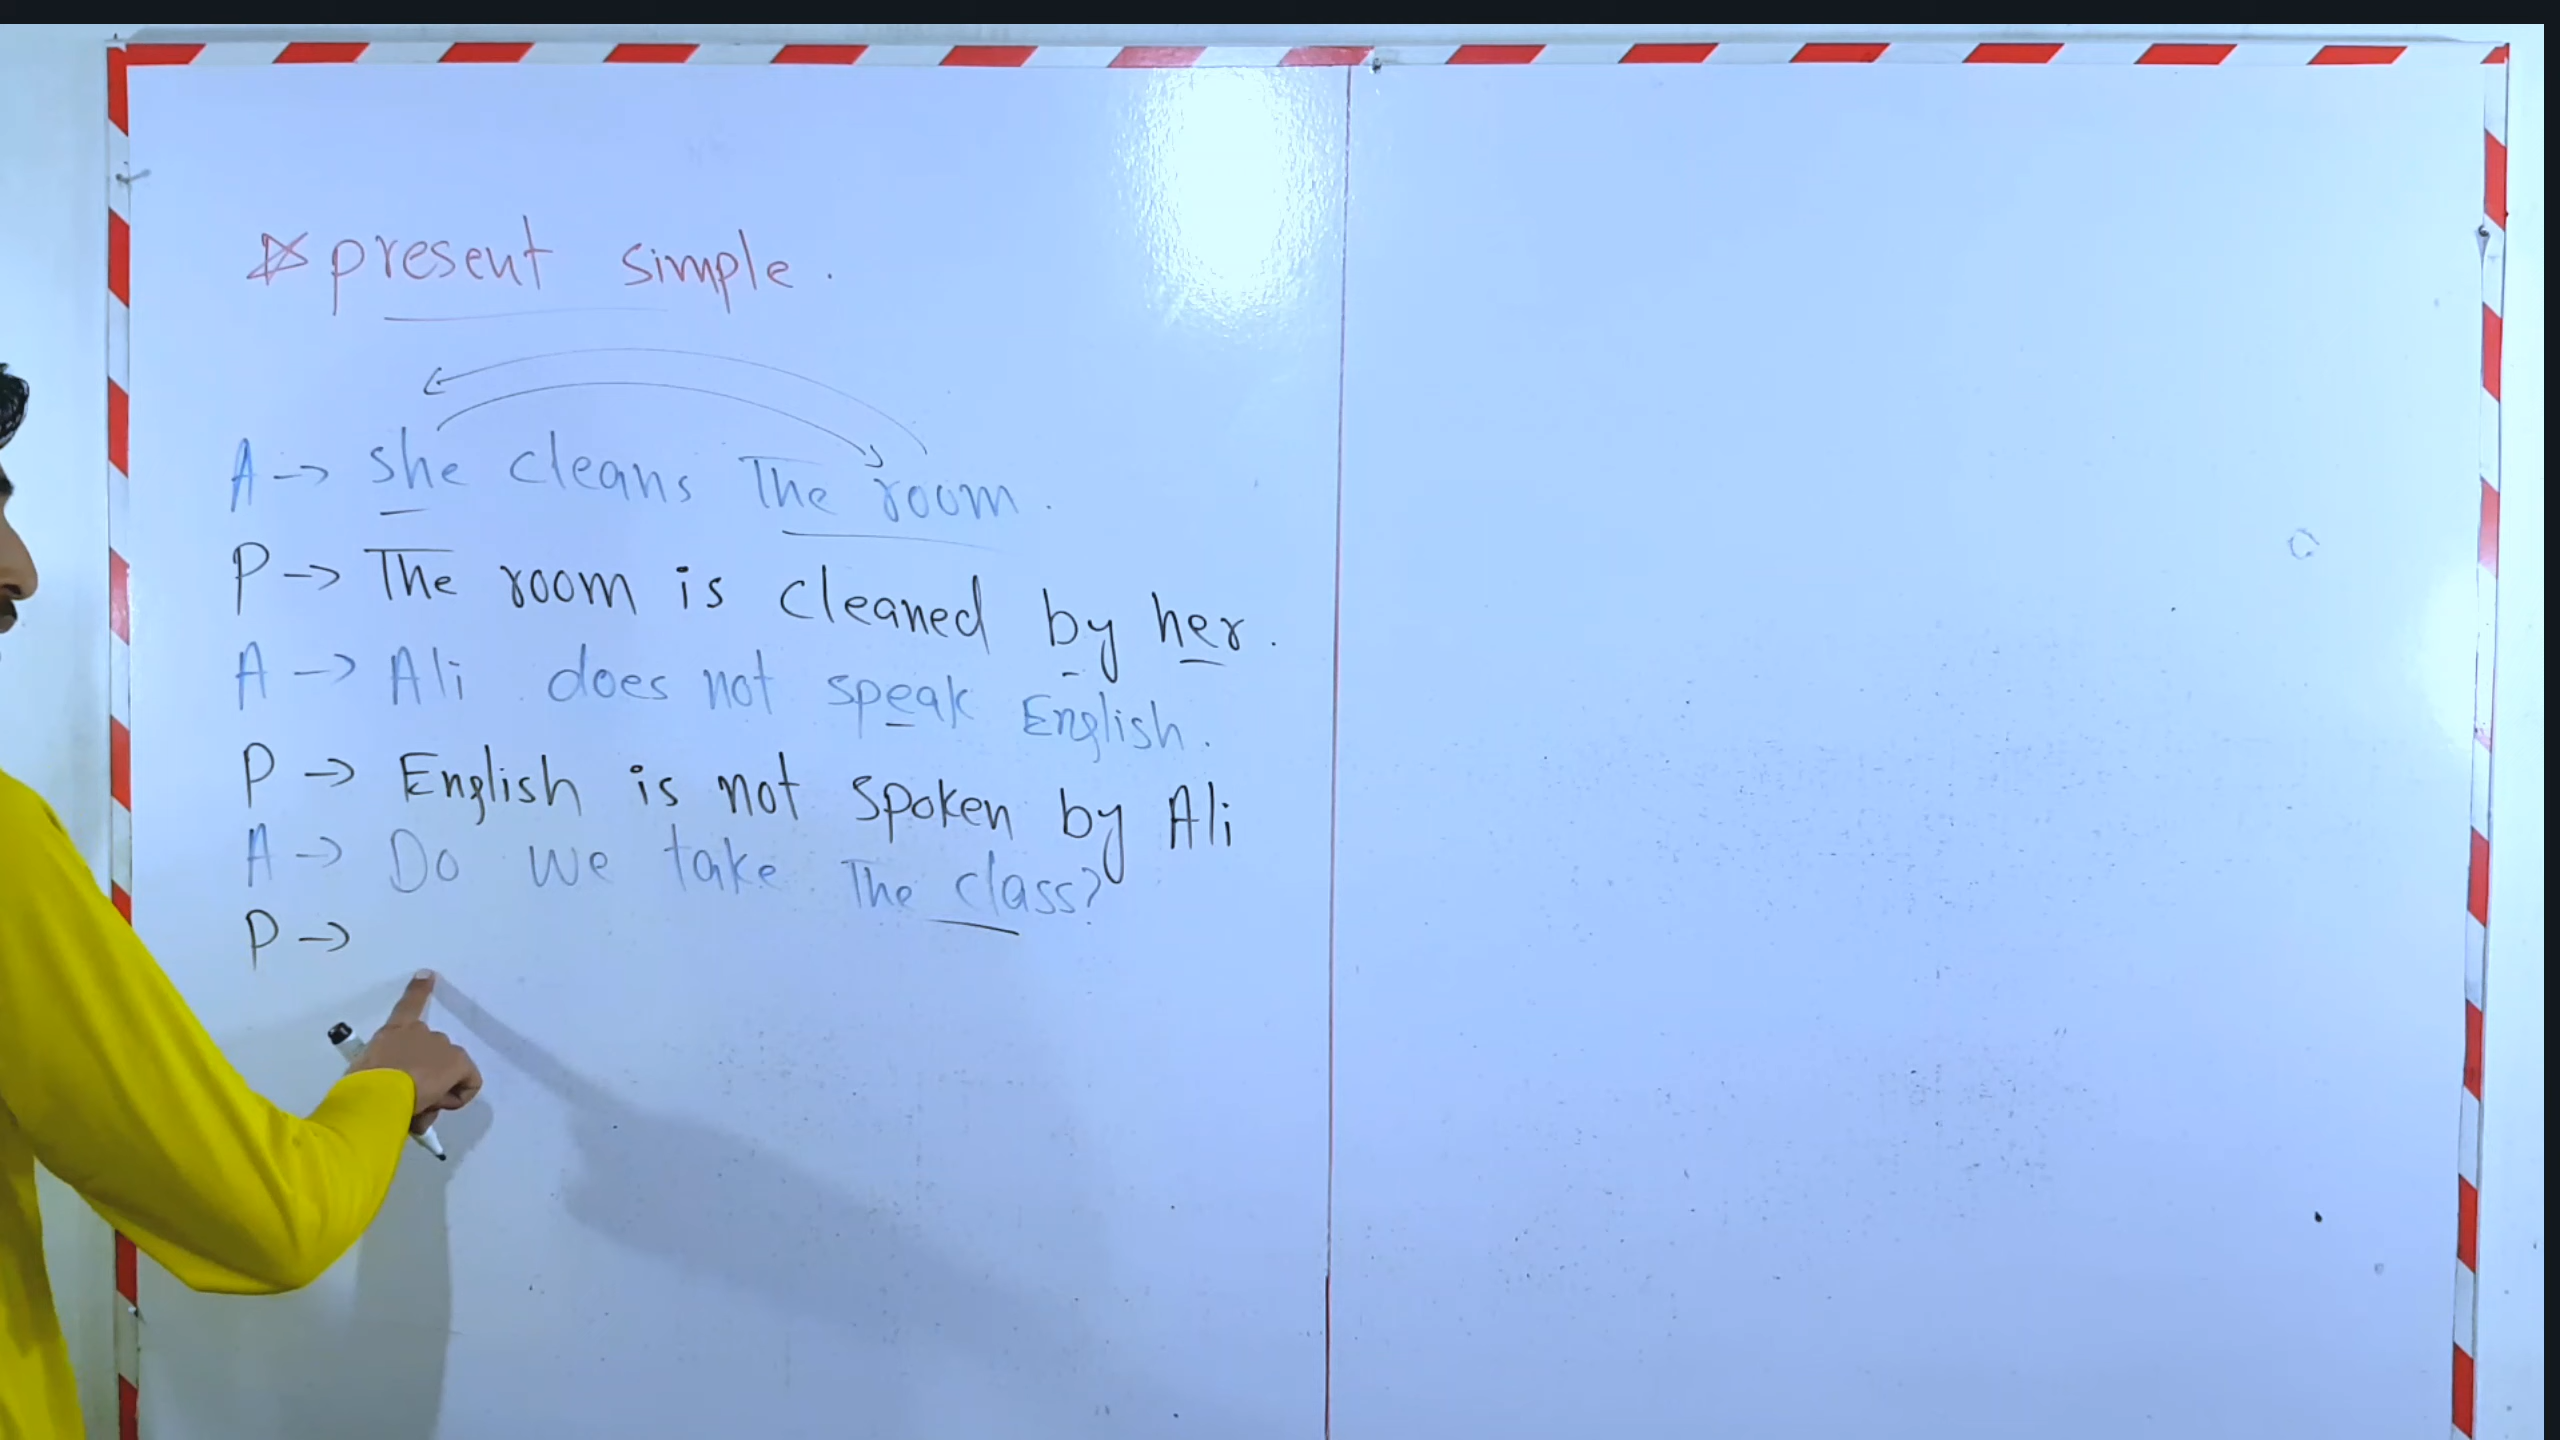 present simple.
A → she cleans The room.
P → The room is cleaned by her.
A → Ali does not speak English.
P → English is not spoken by Ali
A → Do we take The class?
P →